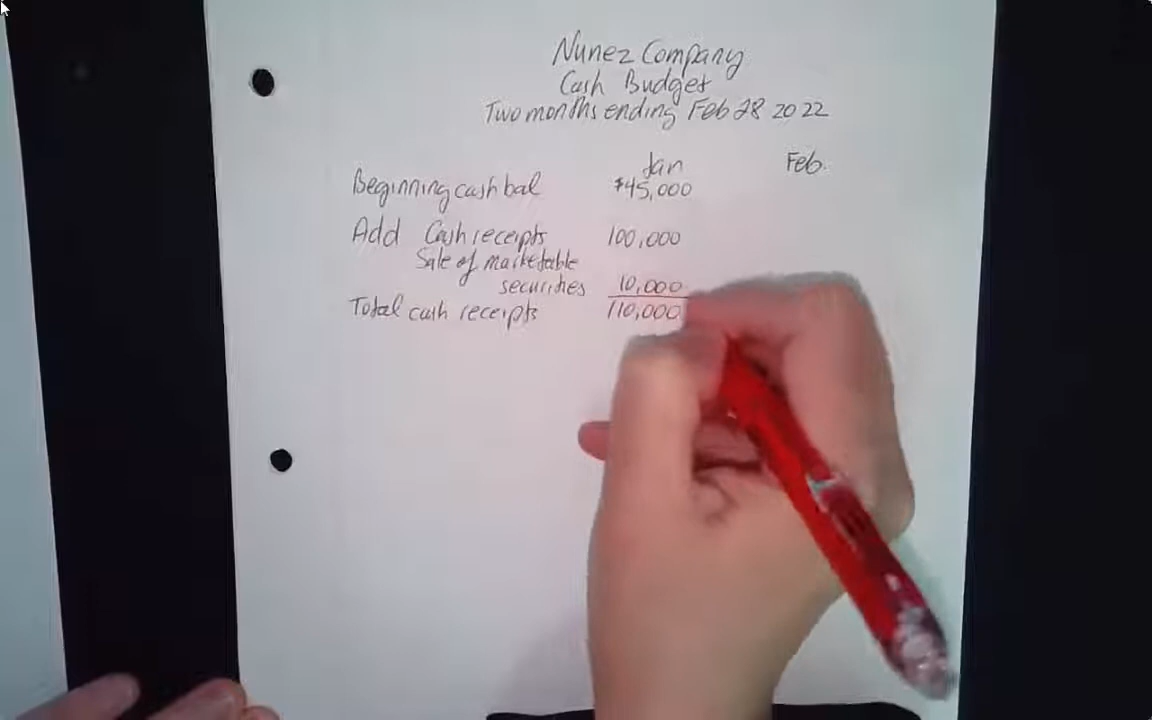 Nunez Company
Cash Budget
Two months ending Feb 28 2022
Jan Feb.
Beginning cash bal $45,000
Add Cash receipts 100,000
Sale of marketable
securities 10,000
Total cash receipts 110,000